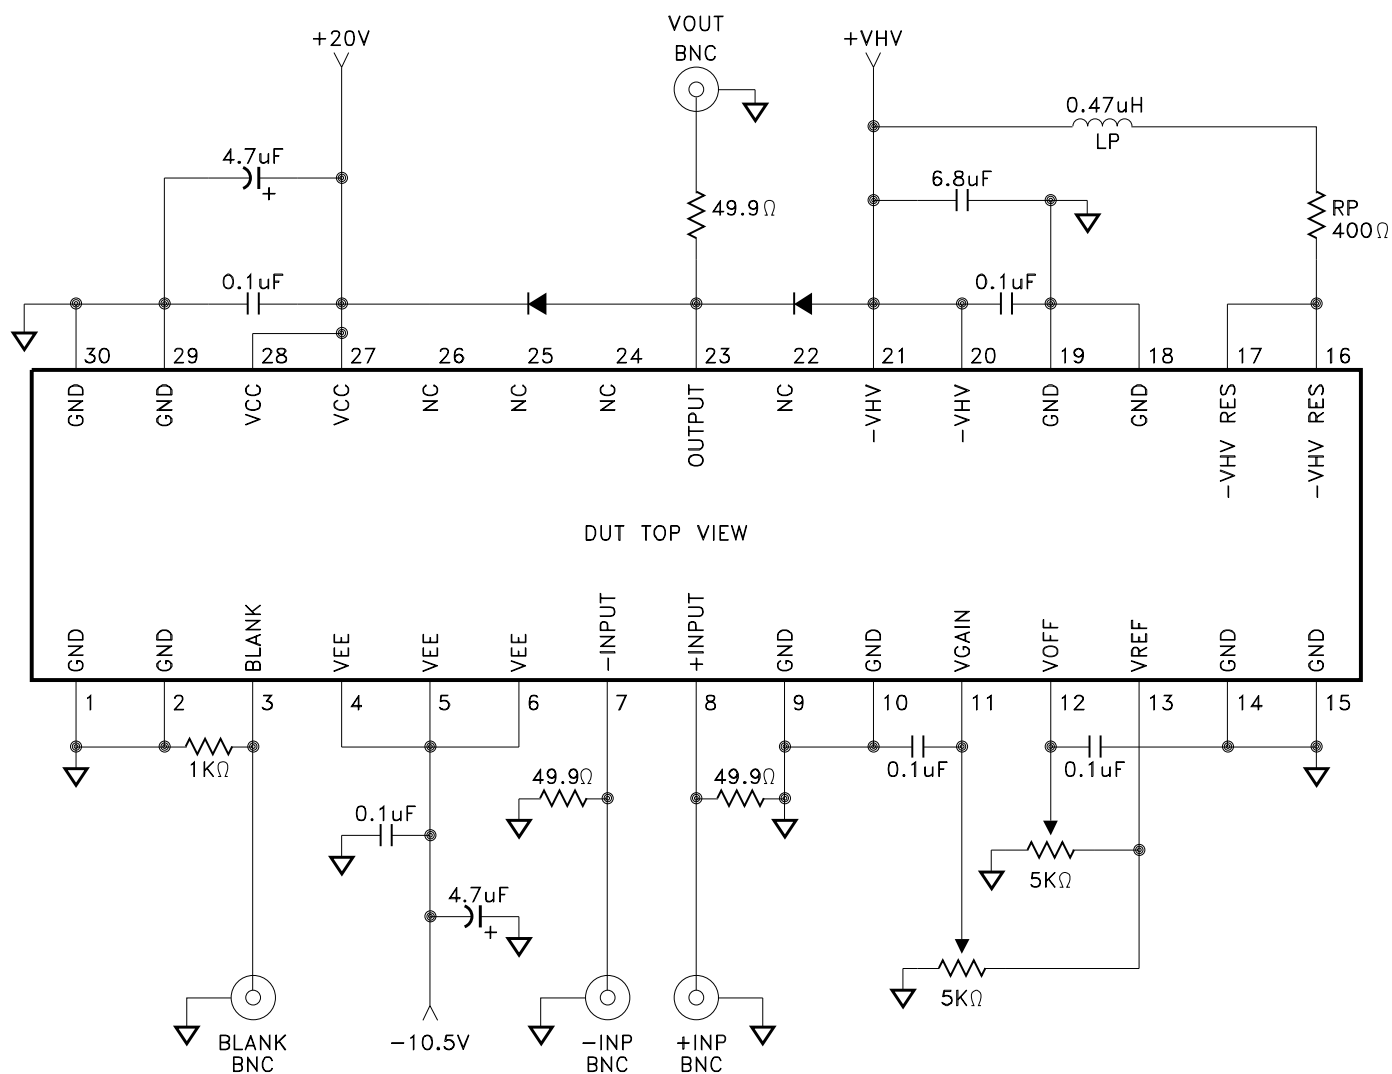 VOUT
BNC
+20V
+VHV
0.47uH
LP
4.7uF
+
6.8uF
49.9Ω
RP
400Ω
0.1uF
0.1uF
30
29
28
27
26
25
24
23
22
21
20
19
18
17
16
GND
GND
VCC
VCC
NC
NC
NC
OUTPUT
NC
-VHV
-VHV
GND
GND
-VHV RES
-VHV RES
DUT TOP VIEW
GND
GND
BLANK
VEE
VEE
VEE
-INPUT
+INPUT
GND
GND
VGAIN
VOFF
VREF
GND
GND
1
2
3
4
5
6
7
8
9
10
11
12
13
14
15
1KΩ
49.9Ω
49.9Ω
0.1uF
0.1uF
0.1uF
5KΩ
4.7uF
+
5KΩ
BLANK
BNC
-10.5V
-INP
BNC
+INP
BNC